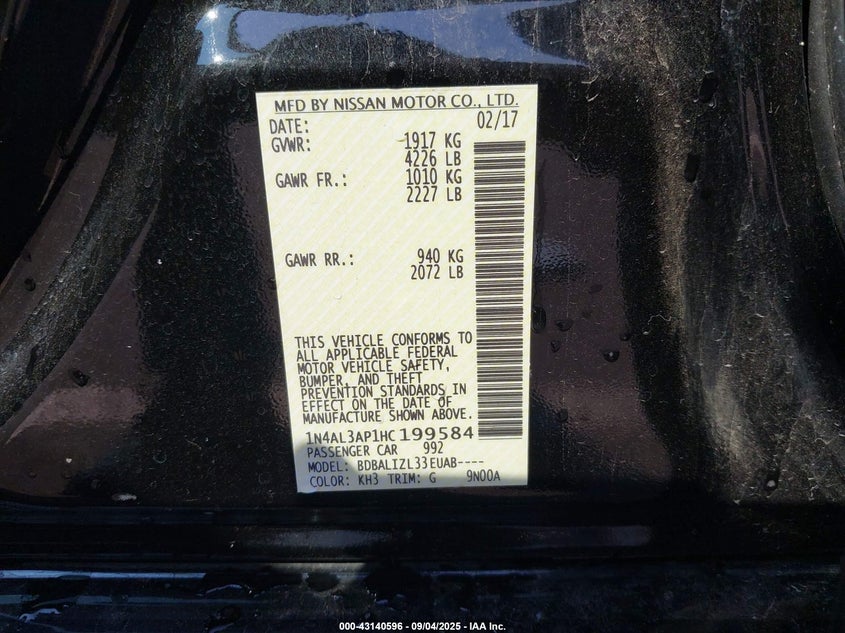 MFD BY NISSAN MOTOR CO., LTD.
DATE: 02/17
GVWR: 1917 KG
4226 LB
GAWR FR.: 1010 KG
2227 LB
GAWR RR.: 940 KG
2072 LB
THIS VEHICLE CONFORMS TO
ALL APPLICABLE FEDERAL
MOTOR VEHICLE SAFETY,
BUMPER, AND THEFT
PREVENTION STANDARDS IN
EFFECT ON THE DATE OF
MANUFACTURE SHOWN ABOVE.
1N4AL3AP1HC199584
PASSENGER CAR 992
MODEL: BDBALIZL33EUAB----
COLOR: KH3 TRIM: G 9N00A
000-43140596 - 09/04/2025 - IAA Inc.